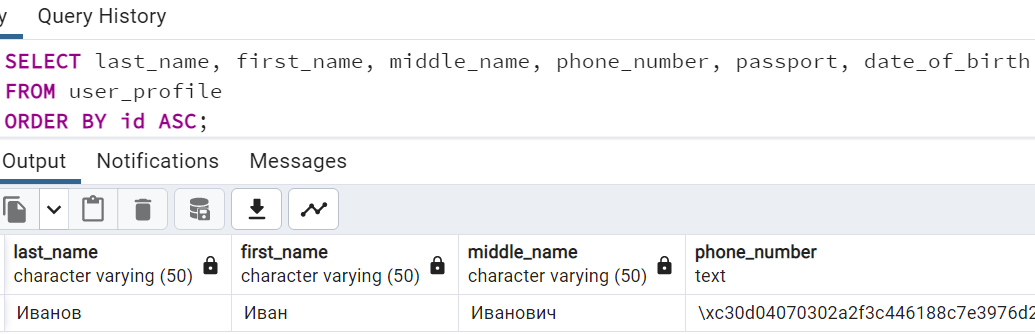 y Query History
SELECT last_name, first_name, middle_name, phone_number, passport, date_of_birth
FROM user_profile
ORDER BY id ASC;
Output Notifications Messages
last_name first_name middle_name phone_number
character varying (50) character varying (50) character varying (50) text
Иванов Иван Иванович \xc30d04070302a2f3c446188c7e3976d2